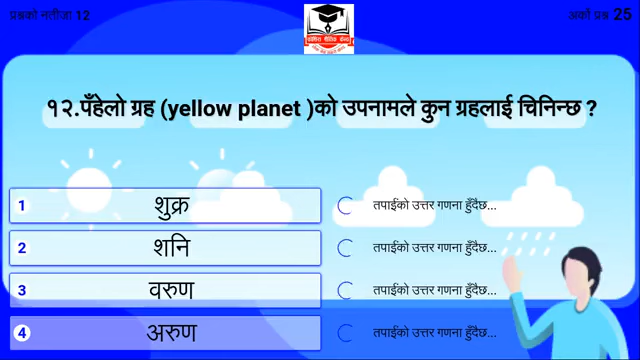 प्रश्नको नतीजा 12
अर्को प्रश्न 25
१२.पँहेलो ग्रह (yellow planet )को उपनामले कुन ग्रहलाई चिनिन्छ ?
1 शुक्र तपाईंको उत्तर गणना हुँदैछ...
2 शनि तपाईंको उत्तर गणना हुँदैछ...
3 वरुण तपाईंको उत्तर गणना हुँदैछ...
4 अरुण तपाईंको उत्तर गणना हुँदैछ...